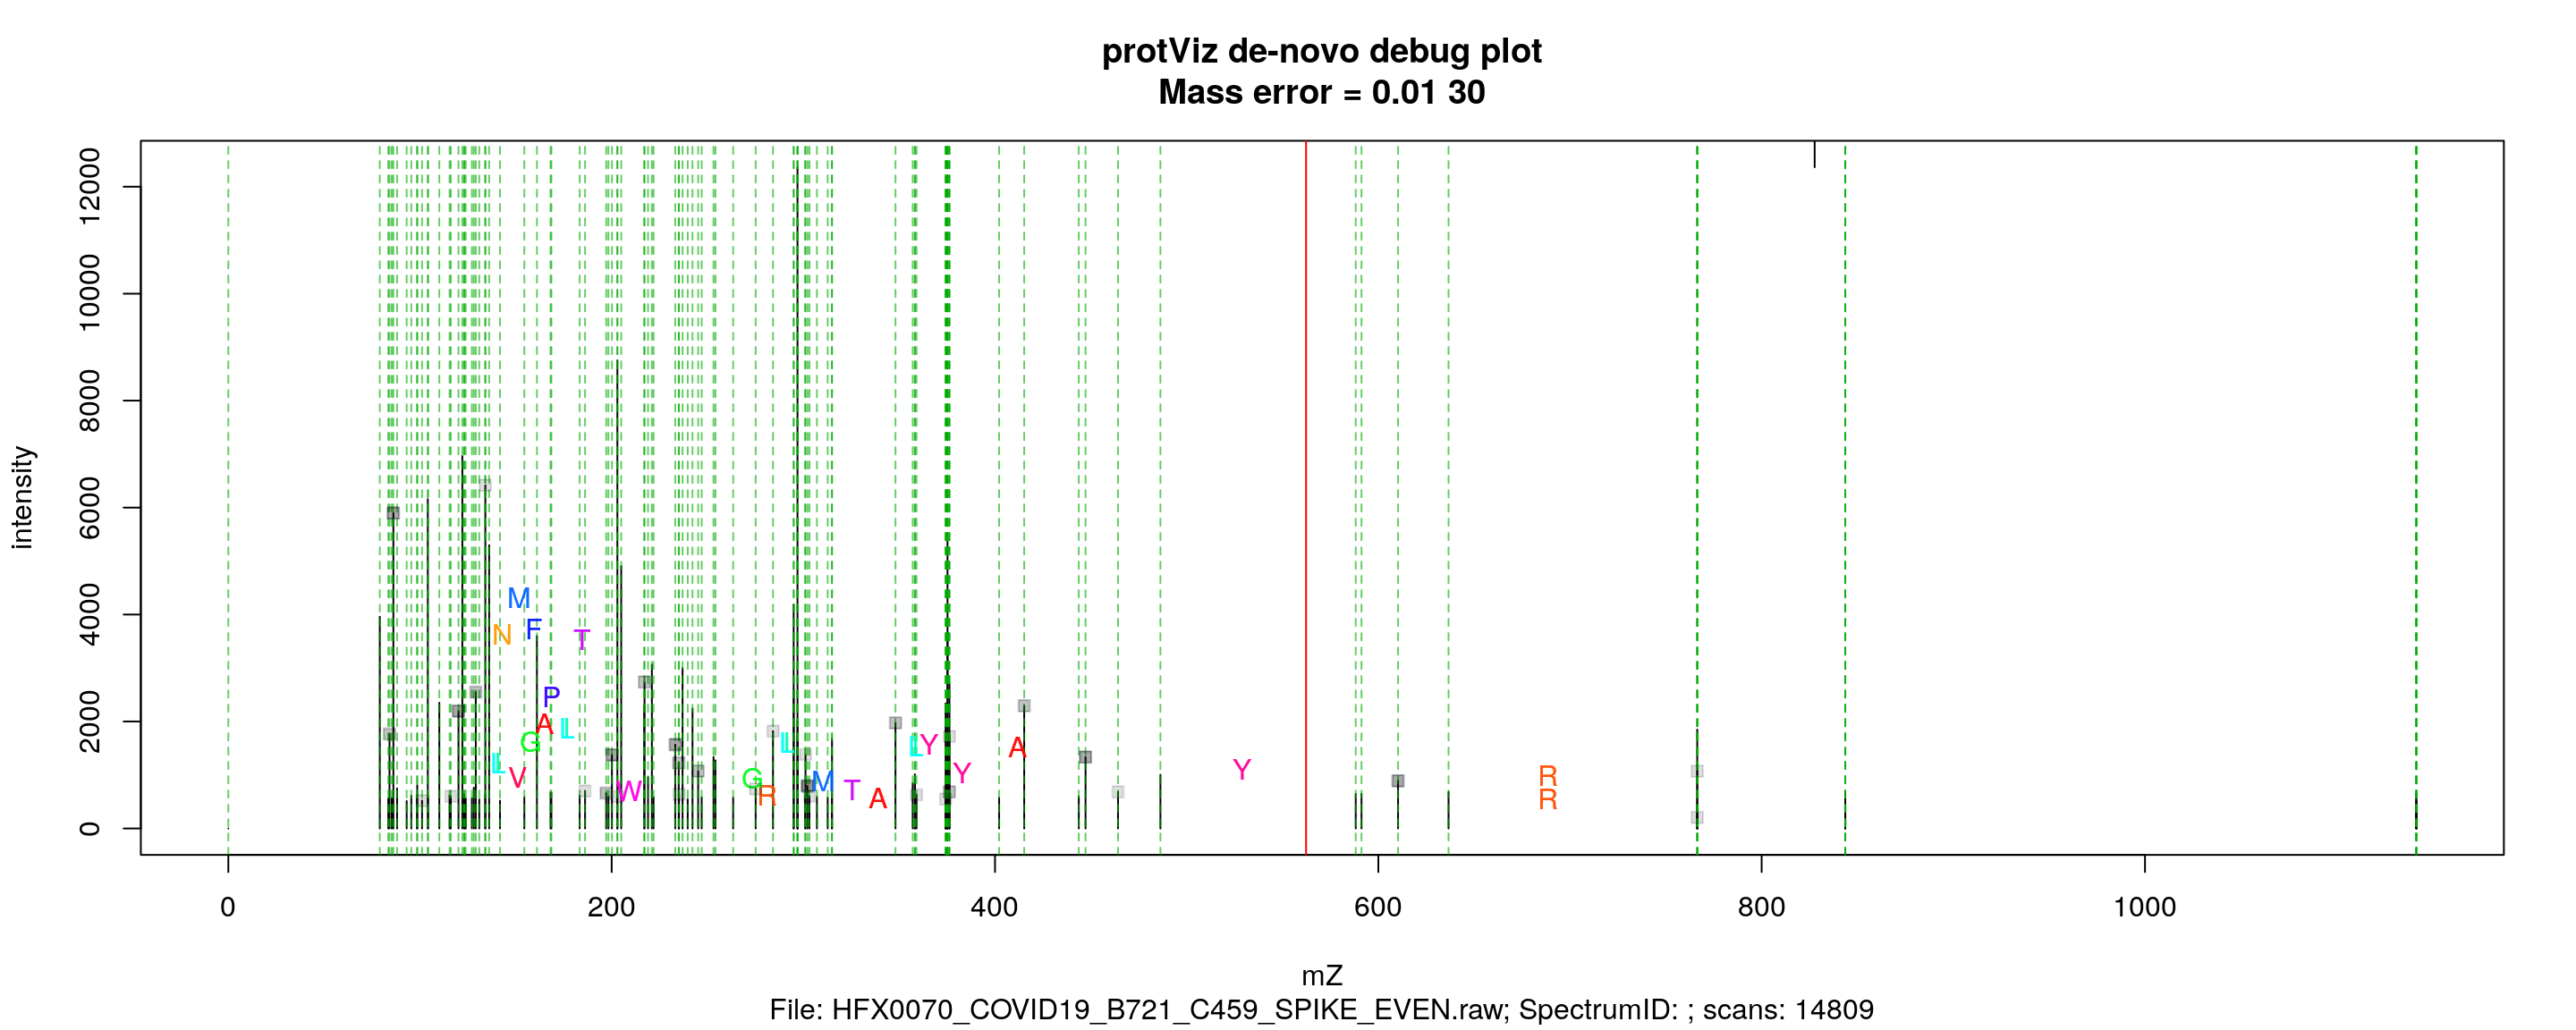 protViz de-novo debug plot
Mass error = 0.01 30
intensity
12000
10000
8000
6000
4000
2000
0
M
N F T
P
A L
L G V
W
G R
L
M T A
L Y
Y
A
Y
R
R
0 200 400 600 800 1000
mZ
File: HFX0070_COVID19_B721_C459_SPIKE_EVEN.raw; SpectrumID: ; scans: 14809